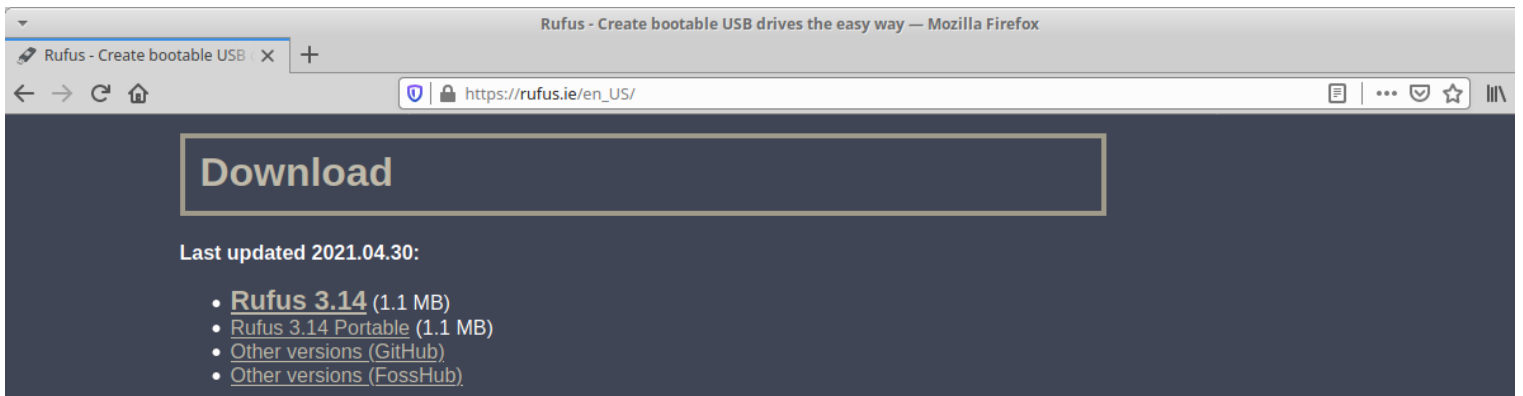 Rufus - Create bootable USB drives the easy way — Mozilla Firefox
Rufus - Create bootable USB
https://rufus.ie/en_US/
Download
Last updated 2021.04.30:
• Rufus 3.14 (1.1 MB)
• Rufus 3.14 Portable (1.1 MB)
• Other versions (GitHub)
• Other versions (FossHub)